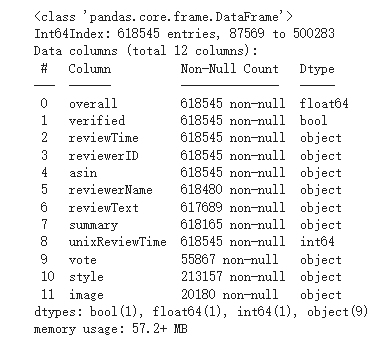 <class 'pandas.core.frame.DataFrame'>
Int64Index: 618545 entries, 87569 to 500283
Data columns (total 12 columns):
 #   Column          Non-Null Count   Dtype
---  ------          --------------   -----
 0   overall         618545 non-null  float64
 1   verified        618545 non-null  bool
 2   reviewTime      618545 non-null  object
 3   reviewerID      618545 non-null  object
 4   asin            618545 non-null  object
 5   reviewerName    618480 non-null  object
 6   reviewText      617689 non-null  object
 7   summary         618165 non-null  object
 8   unixReviewTime  618545 non-null  int64
 9   vote            55867 non-null   object
 10  style           213157 non-null  object
 11  image           20180 non-null   object
dtypes: bool(1), float64(1), int64(1), object(9)
memory usage: 57.2+ MB